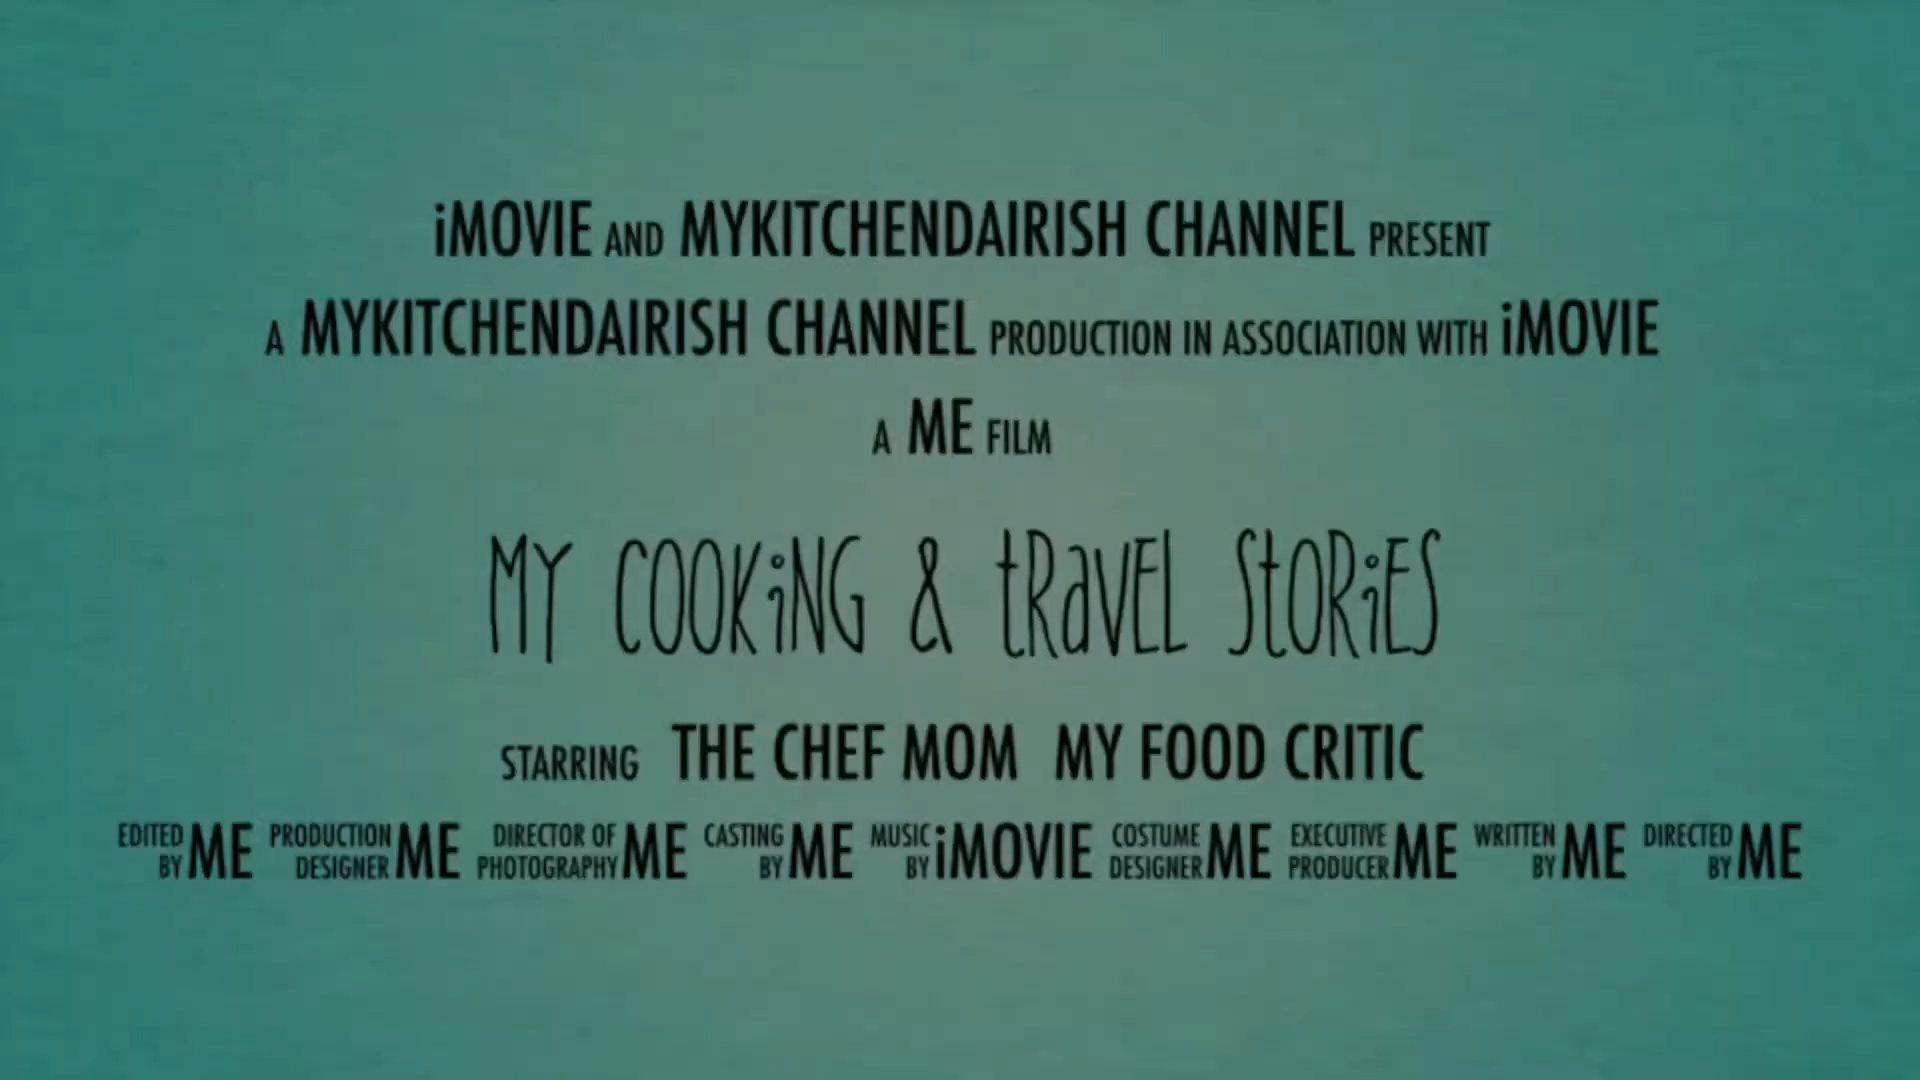 iMOVIE AND MYKITCHENDAIRISH CHANNEL PRESENT
A MYKITCHENDAIRISH CHANNEL PRODUCTION IN ASSOCIATION WITH iMOVIE
A ME FILM
MY COOKiNG & tRaVEL StORiES
STARRING THE CHEF MOM MY FOOD CRITIC
EDITED BY ME PRODUCTION DESIGNER ME DIRECTOR OF PHOTOGRAPHY ME CASTING BY ME MUSIC BY iMOVIE COSTUME DESIGNER ME EXECUTIVE PRODUCER ME WRITTEN BY ME DIRECTED BY ME